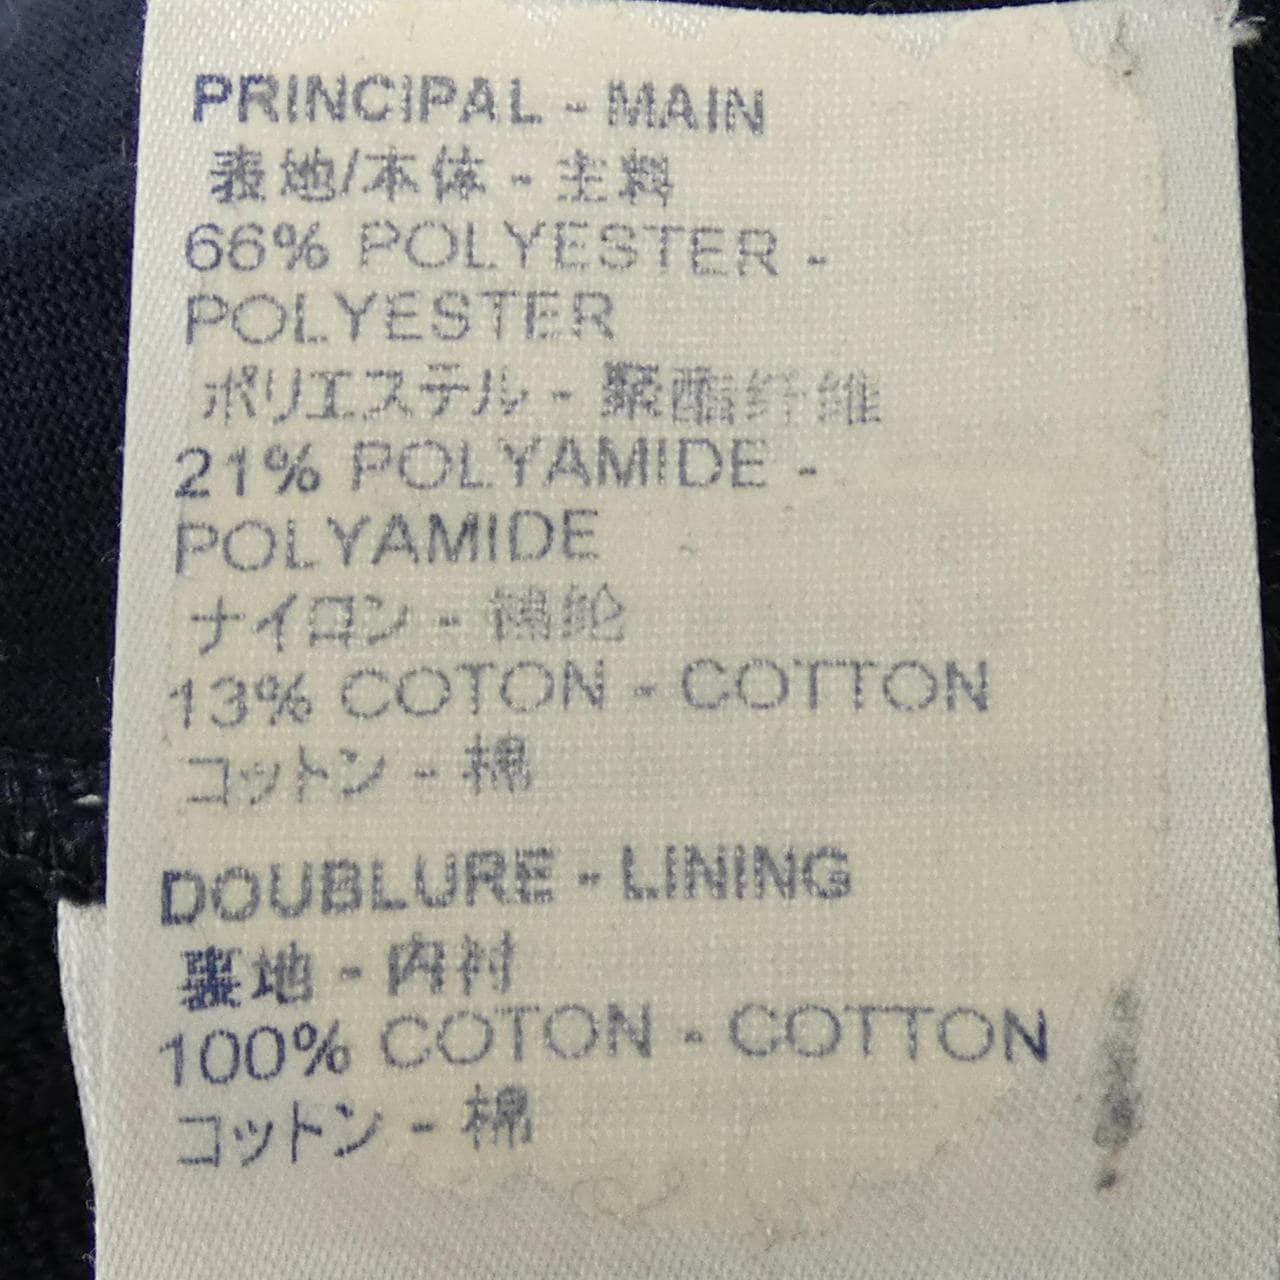 PRINCIPAL - MAIN
表地/本体 - 主料
66% POLYESTER -
POLYESTER
ポリエステル - 聚酯纤维
21% POLYAMIDE -
POLYAMIDE
ナイロン - 锦纶
13% COTON - COTTON
コットン - 棉
DOUBLURE - LINING
裏地 - 内衬
100% COTON - COTTON
コットン - 棉